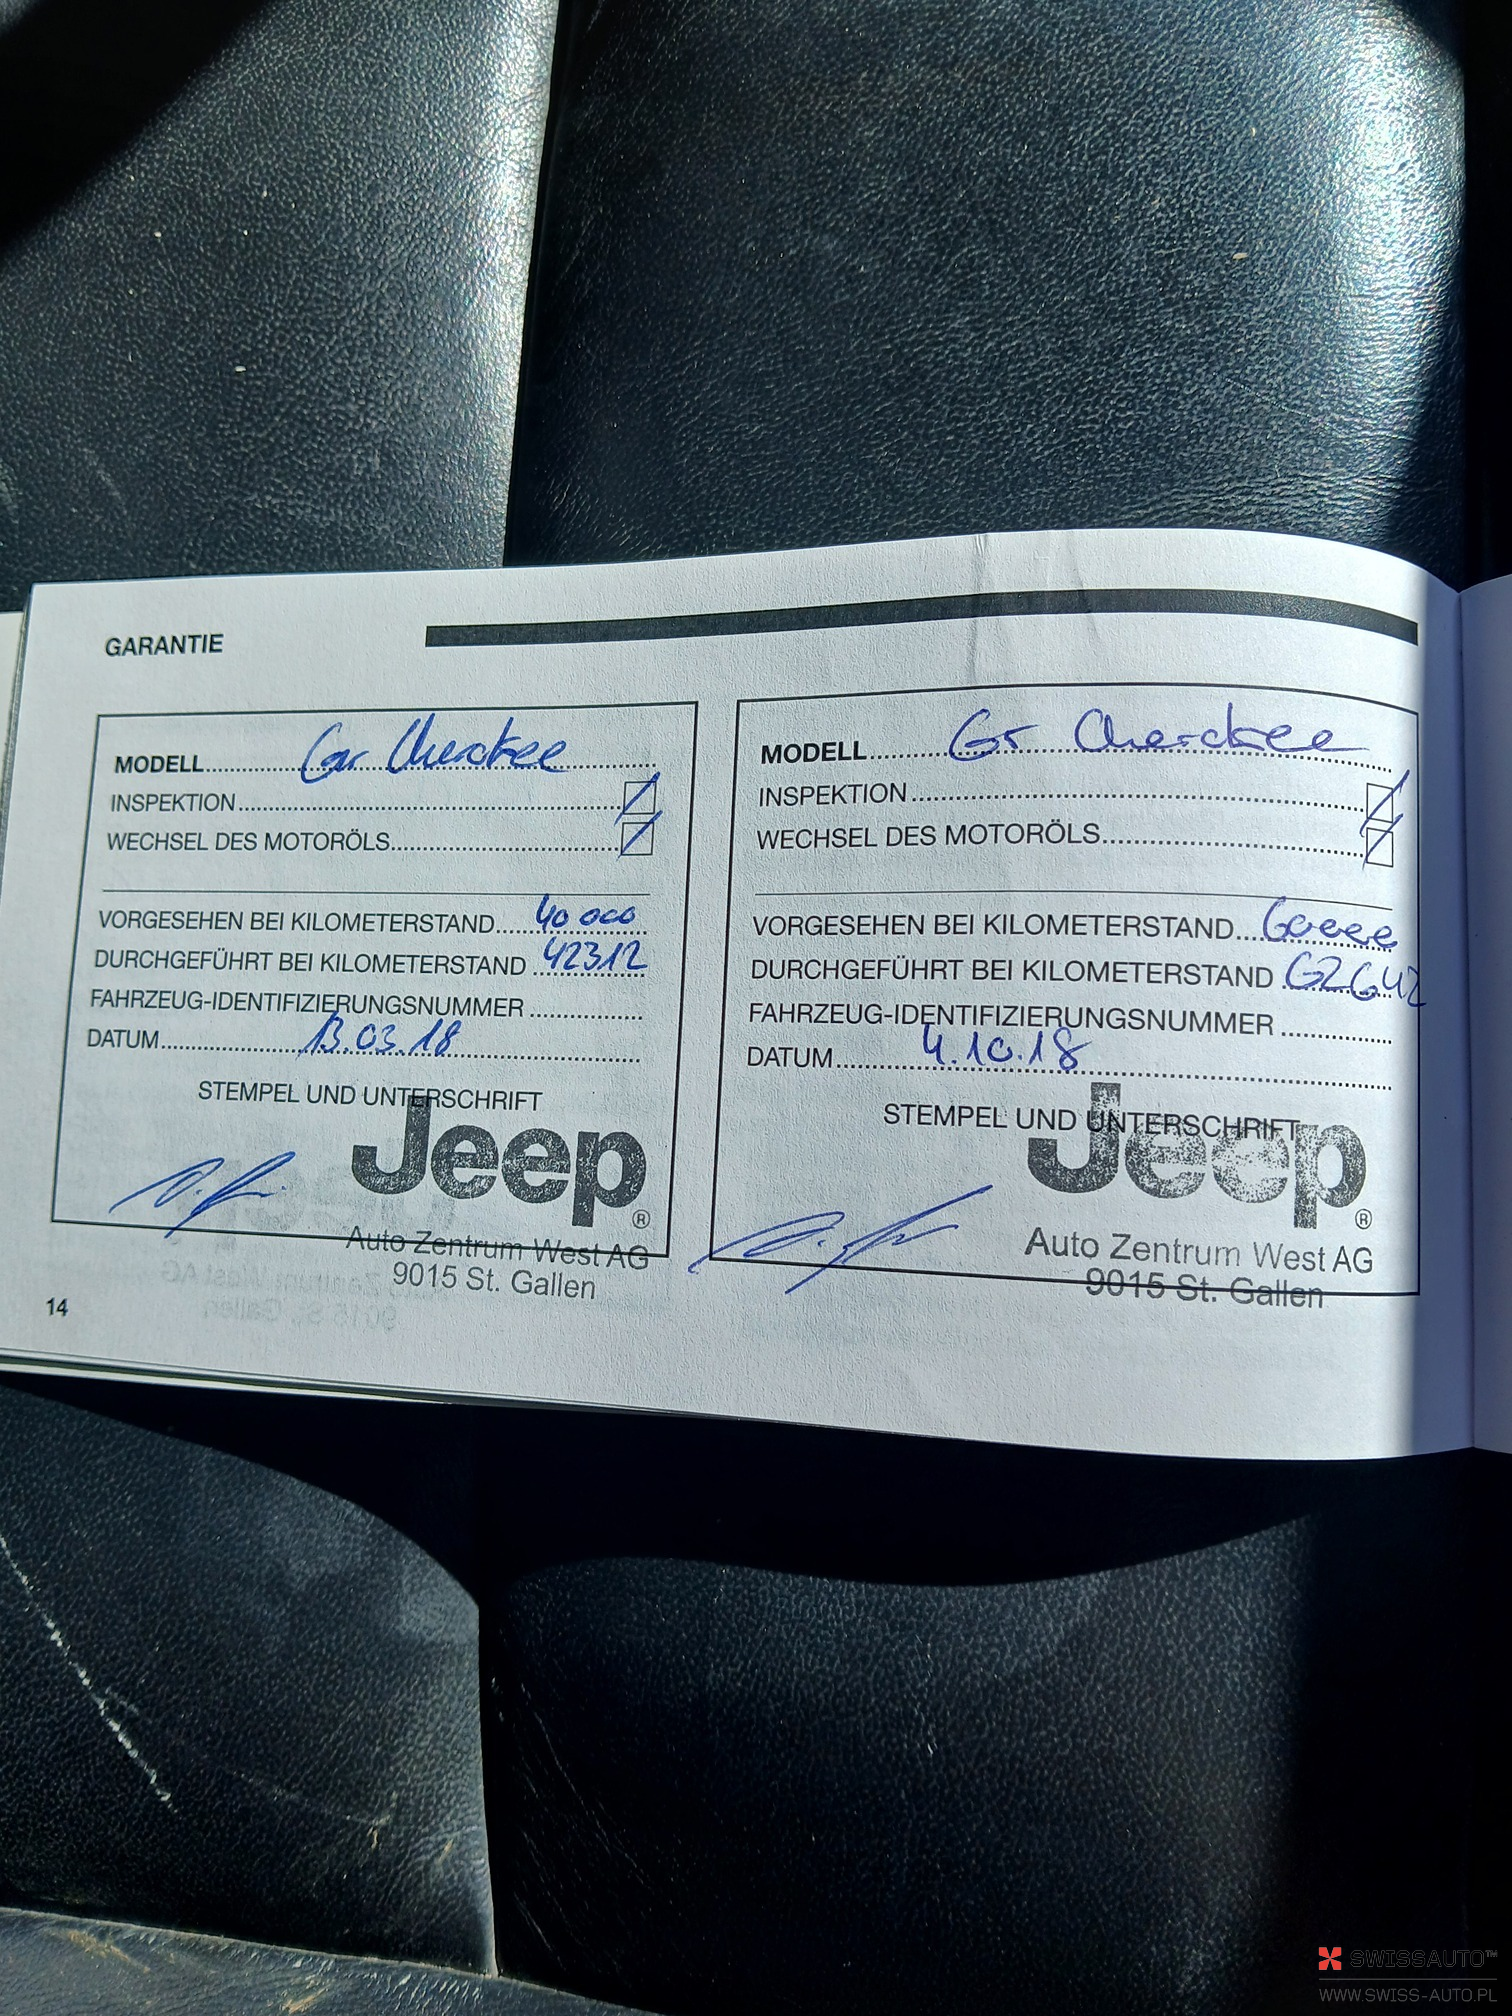 GARANTIE
MODELL Gr Cherokee
INSPEKTION
WECHSEL DES MOTORÖLS
VORGESEHEN BEI KILOMETERSTAND 40 000
DURCHGEFÜHRT BEI KILOMETERSTAND 42312
FAHRZEUG-IDENTIFIZIERUNGSNUMMER
DATUM 13.03.18
STEMPEL UND UNTERSCHRIFT
Jeep®
Auto Zentrum West AG
9015 St. Gallen
14
MODELL Gr Cherokee
INSPEKTION
WECHSEL DES MOTORÖLS
VORGESEHEN BEI KILOMETERSTAND 60000
DURCHGEFÜHRT BEI KILOMETERSTAND 62642
FAHRZEUG-IDENTIFIZIERUNGSNUMMER
DATUM 4.10.18
STEMPEL UND UNTERSCHRIFT
Jeep®
Auto Zentrum West AG
9015 St. Gallen
SWISSAUTO™
WWW.SWISS-AUTO.PL